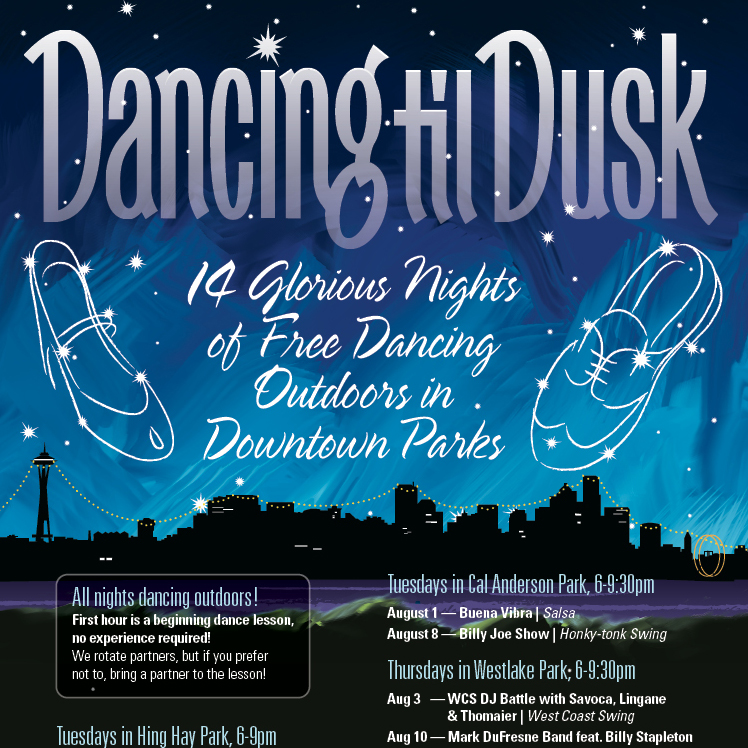 Dancing til Dusk
14 Glorious Nights
of Free Dancing
Outdoors in
Downtown Parks
All nights dancing outdoors!
First hour is a beginning dance lesson,
no experience required!
We rotate partners, but if you prefer
not to, bring a partner to the lesson!
Tuesdays in Hing Hay Park, 6-9pm
Tuesdays in Cal Anderson Park, 6-9:30pm
August 1 — Buena Vibra | Salsa
August 8 — Billy Joe Show | Honky-tonk Swing
Thursdays in Westlake Park; 6-9:30pm
Aug 3 — WCS DJ Battle with Savoca, Lingane
& Thomaier | West Coast Swing
Aug 10 — Mark DuFresne Band feat. Billy Stapleton